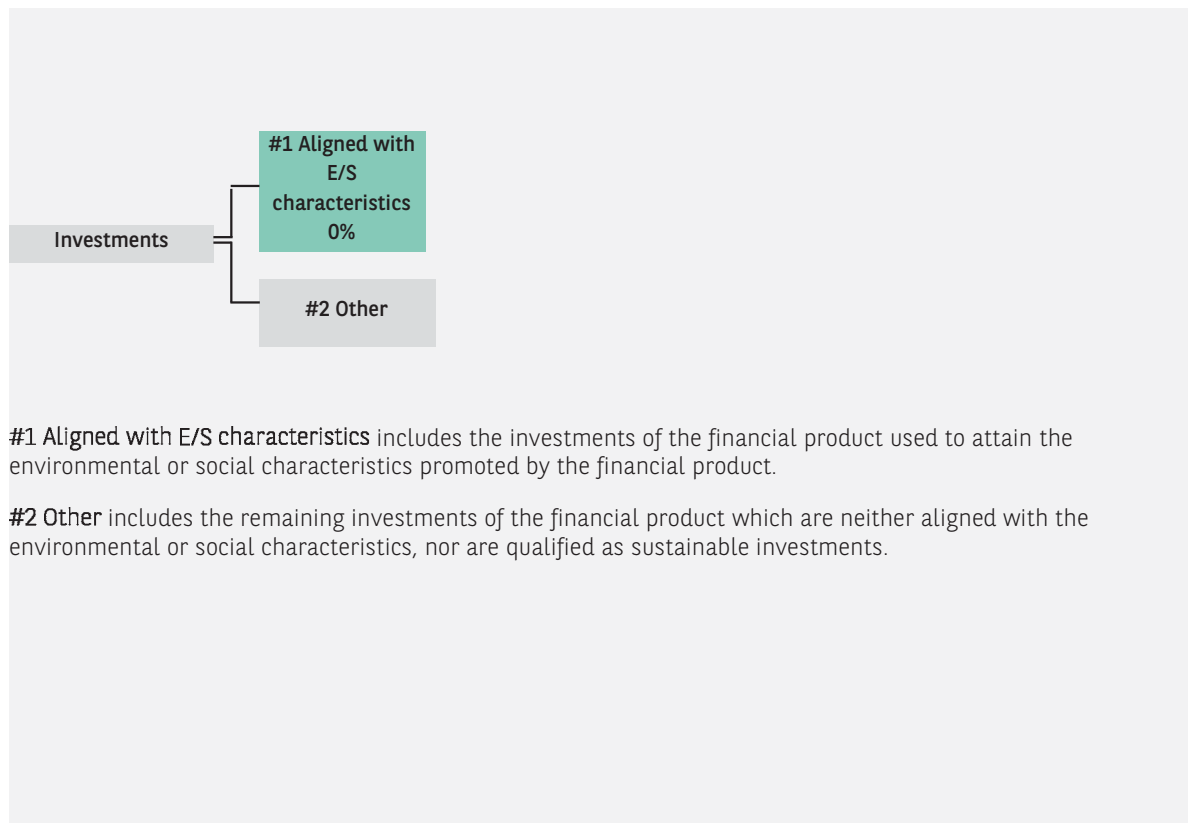 #1 Aligned with
E/S
characteristics
0%
Investments
#2 Other
#1 Aligned with E/S characteristics includes the investments of the financial product used to attain the
environmental or social characteristics promoted by the financial product.
#2 Other includes the remaining investments of the financial product which are neither aligned with the
environmental or social characteristics, nor are qualified as sustainable investments.